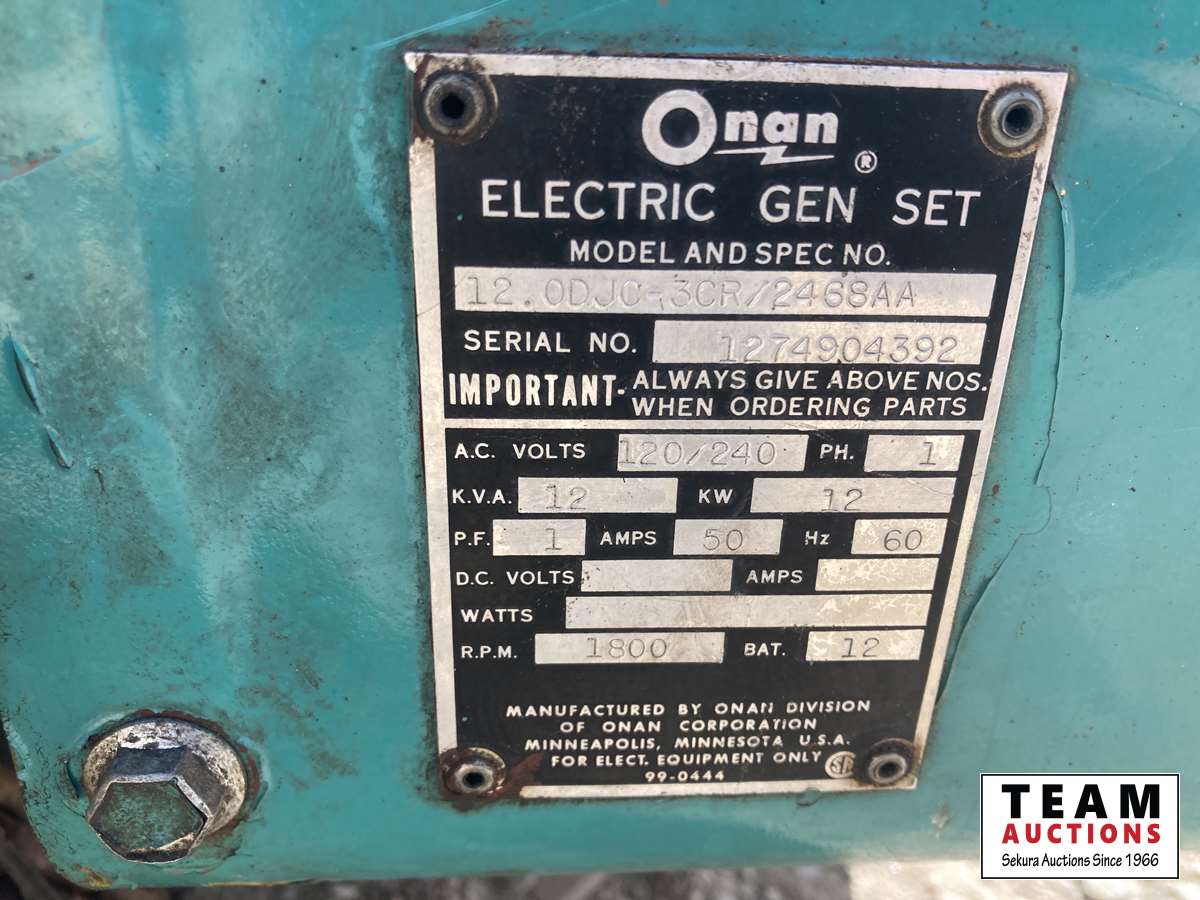 Onan ®
ELECTRIC GEN SET
MODEL AND SPEC NO.
12.0DJC-3CR/2468AA
SERIAL NO. 1274904392
IMPORTANT- ALWAYS GIVE ABOVE NOS.
WHEN ORDERING PARTS
A.C. VOLTS 120/240 PH. 1
K.V.A. 12 KW 12
P.F. 1 AMPS 50 Hz 60
D.C. VOLTS AMPS
WATTS
R.P.M. 1800 BAT. 12
MANUFACTURED BY ONAN DIVISION
OF ONAN CORPORATION
MINNEAPOLIS, MINNESOTA U.S.A.
FOR ELECT. EQUIPMENT ONLY
99-0444
TEAM
AUCTIONS
Sekura Auctions Since 1966